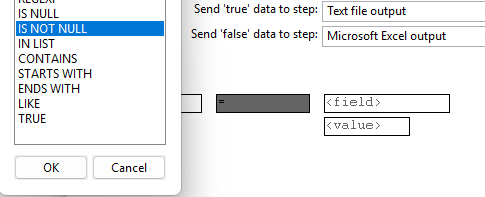 REGEXP
IS NULL
IS NOT NULL
IN LIST
CONTAINS
STARTS WITH
ENDS WITH
LIKE
TRUE
OK
Cancel
Send 'true' data to step:
Text file output
Send 'false' data to step:
Microsoft Excel output
=
<field>
<value>